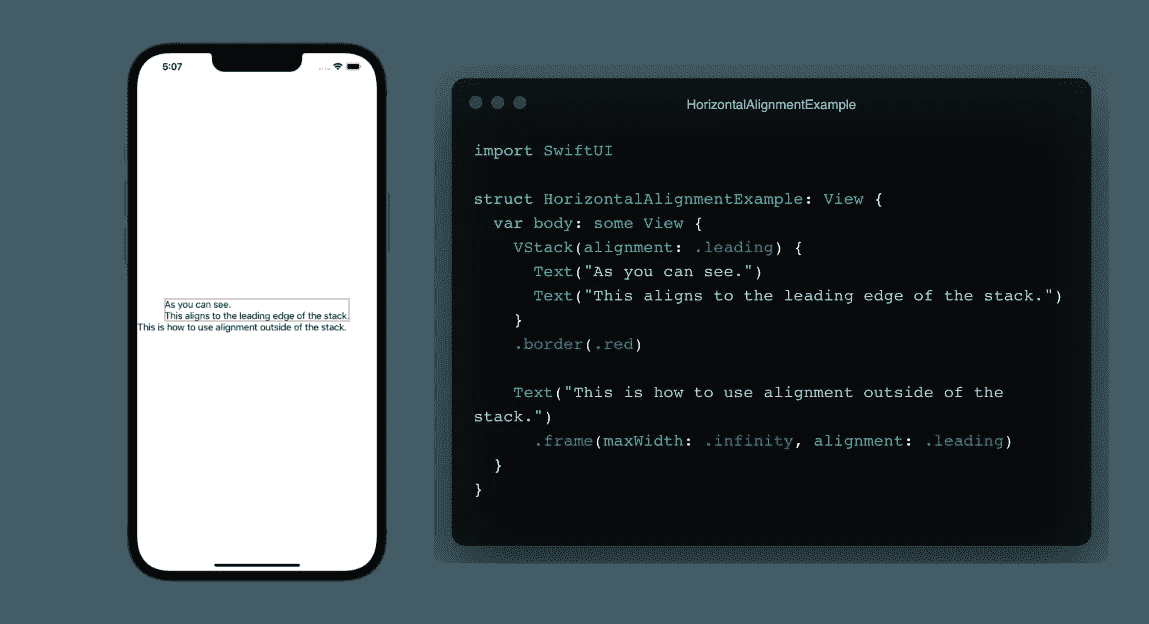 5:07
As you can see.
This aligns to the leading edge of the stack.
This is how to use alignment outside of the stack.
HorizontalAlignmentExample
import SwiftUI
struct HorizontalAlignmentExample: View {
  var body: some View {
    VStack(alignment: .leading) {
      Text("As you can see.")
      Text("This aligns to the leading edge of the stack.")
    }
    .border(.red)
    Text("This is how to use alignment outside of the
stack.")
      .frame(maxWidth: .infinity, alignment: .leading)
  }
}